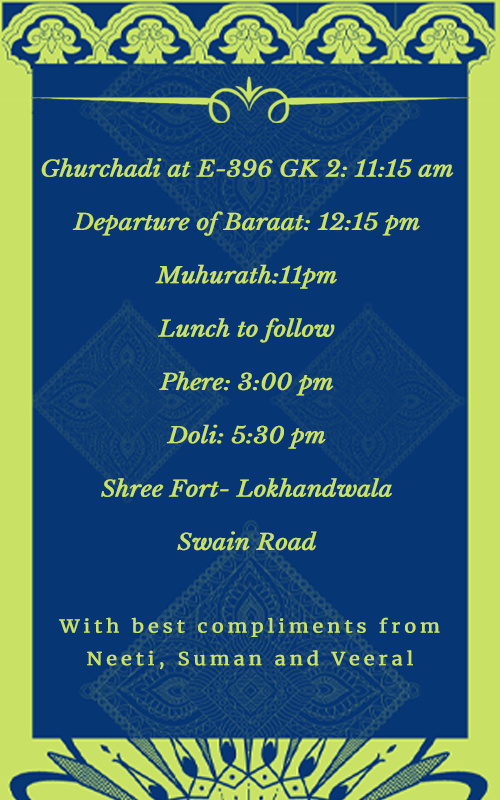 Ghurchadi at E-396 GK 2: 11:15 am
Departure of Baraat: 12:15 pm
Muhurath:11pm
Lunch to follow
Phere: 3:00 pm
Doli: 5:30 pm
Shree Fort- Lokhandwala
Swain Road
With best compliments from
Neeti, Suman and Veeral